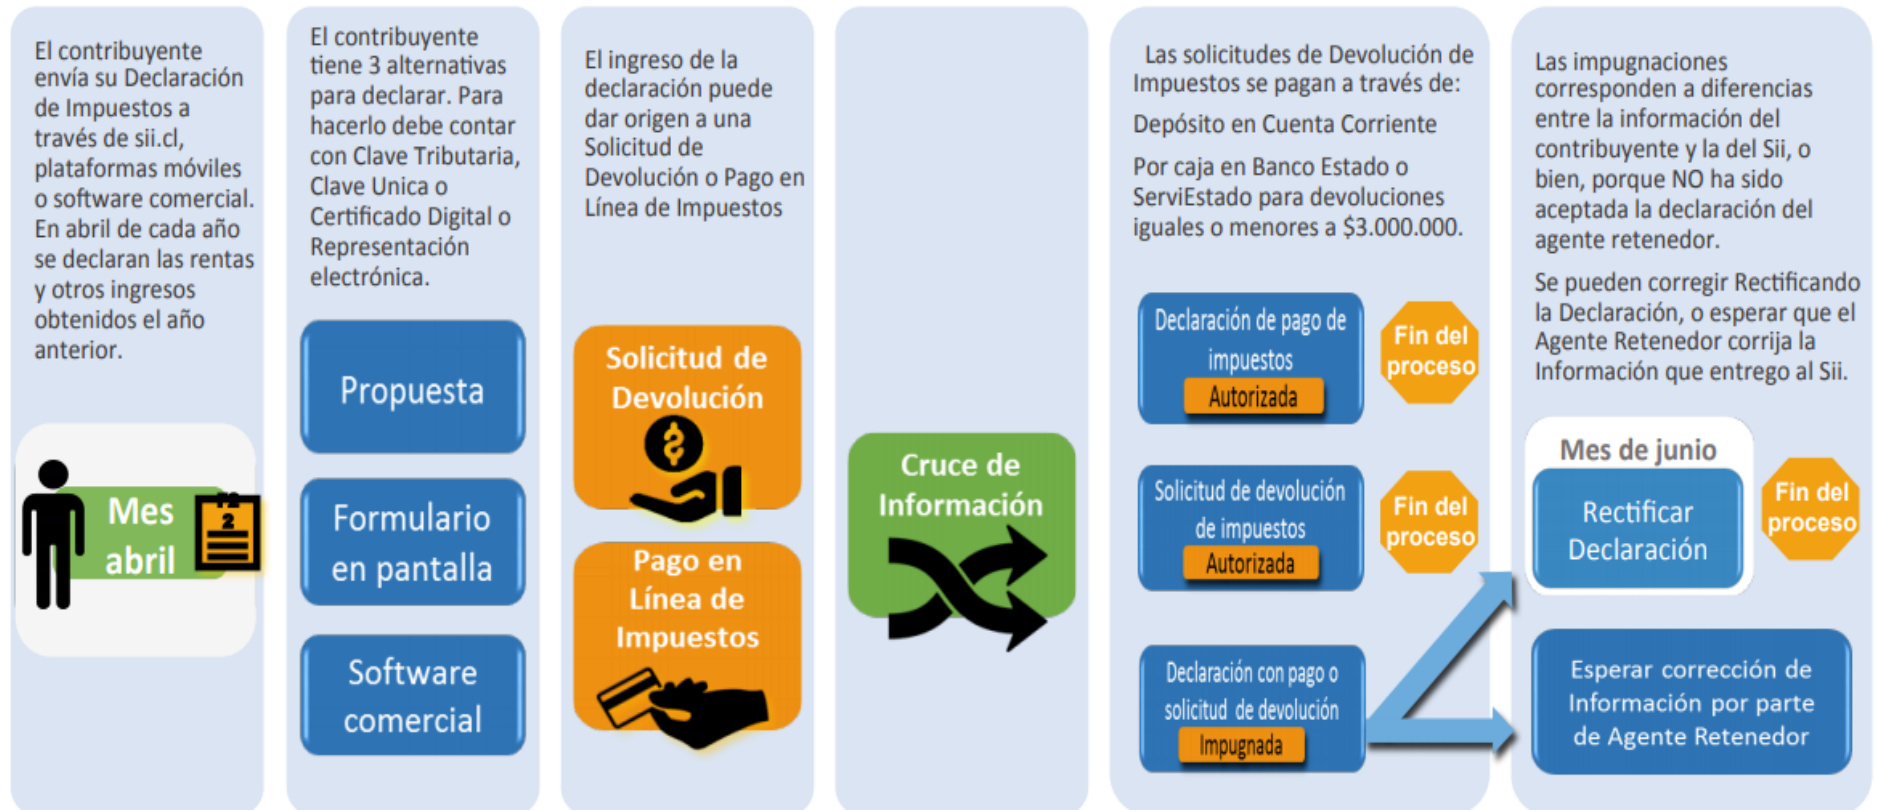 El contribuyente
envía su Declaración
de Impuestos a
través de sii.cl,
plataformas móviles
o software comercial.
En abril de cada año
se declaran las rentas
y otros ingresos
obtenidos el año
anterior.
Mes
abril
2
El contribuyente
tiene 3 alternativas
para declarar. Para
hacerlo debe contar
con Clave Tributaria,
Clave Unica o
Certificado Digital o
Representación
electrónica.
Propuesta
Formulario
en pantalla
Software
comercial
El ingreso de la
declaración puede
dar origen a una
Solicitud de
Devolución o Pago en
Línea de Impuestos
Solicitud de
Devolución
Pago en
Línea de
Impuestos
Cruce de
Información
Las solicitudes de Devolución de
Impuestos se pagan a través de:
Depósito en Cuenta Corriente
Por caja en Banco Estado o
ServiEstado para devoluciones
iguales o menores a $3.000.000.
Declaración de pago de
impuestos
Autorizada
Fin del
proceso
Solicitud de devolución
de impuestos
Autorizada
Fin del
proceso
Declaración con pago o
solicitud de devolución
Impugnada
Las impugnaciones
corresponden a diferencias
entre la información del
contribuyente y la del Sii, o
bien, porque NO ha sido
aceptada la declaración del
agente retenedor.
Se pueden corregir Rectificando
la Declaración, o esperar que el
Agente Retenedor corrija la
Información que entrego al Sii.
Mes de junio
Rectificar
Declaración
Fin del
proceso
Esperar corrección de
Información por parte
de Agente Retenedor